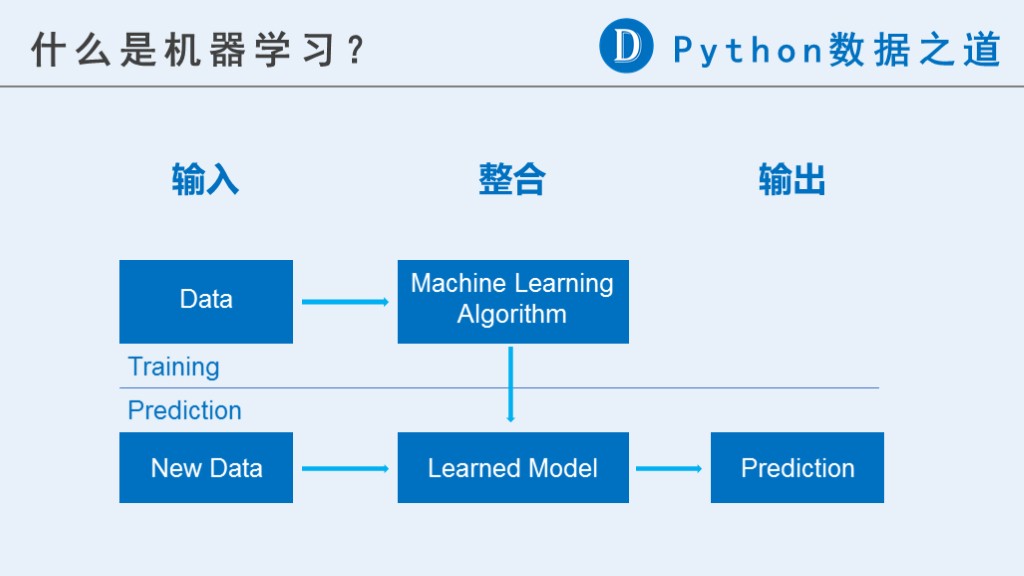 什么是机器学习？
D Python数据之道
输入
整合
输出
Data
Machine Learning
Algorithm
Training
Prediction
New Data
Learned Model
Prediction